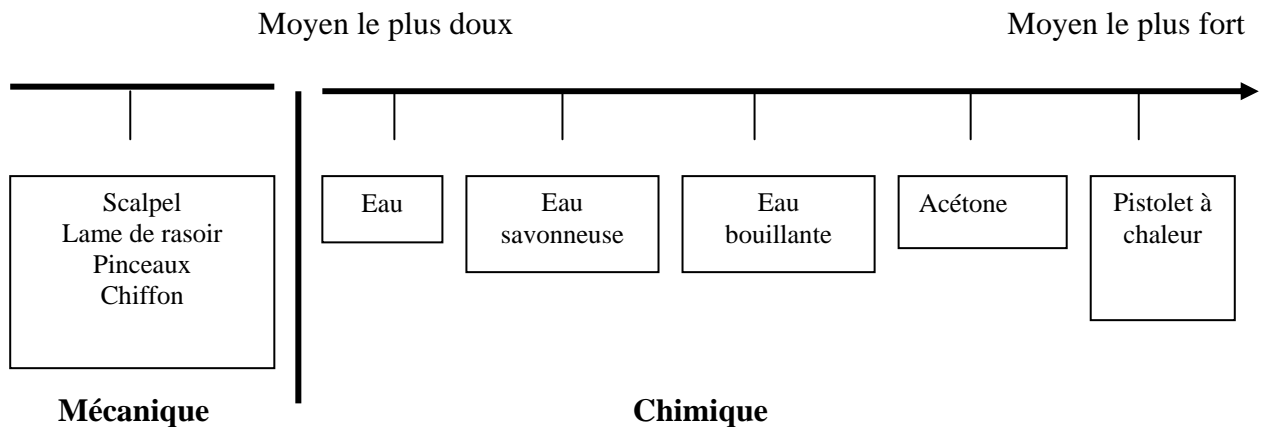 Moyen le plus doux
Moyen le plus fort
Scalpel
Lame de rasoir
Pinceaux
Chiffon
Eau
Eau
savonneuse
Eau
bouillante
Acétone
Pistolet à
chaleur
Mécanique
Chimique